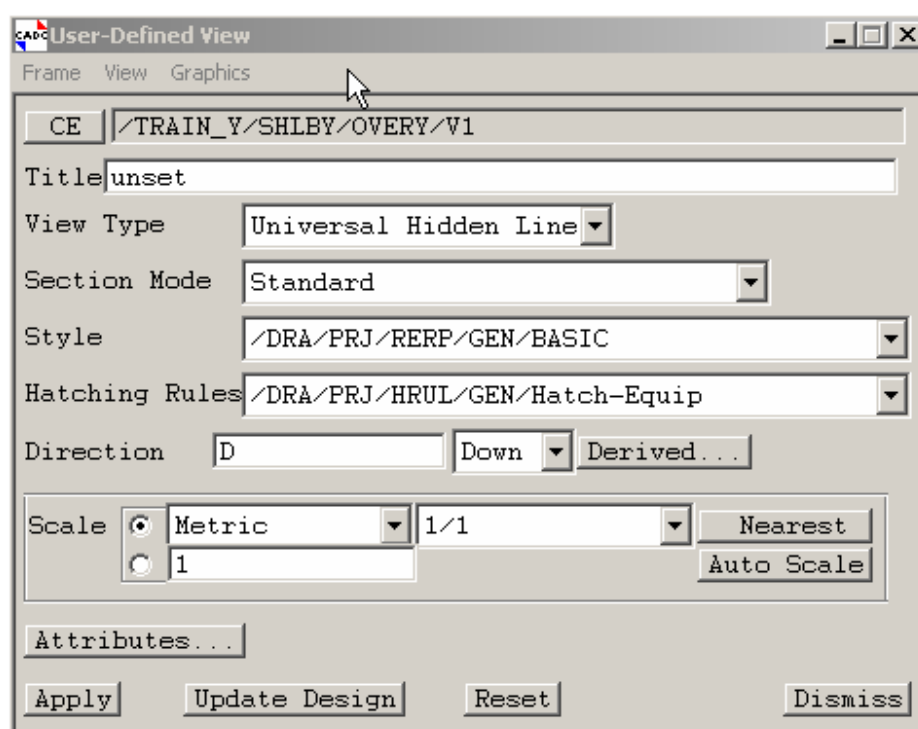 CADC User-Defined View
Frame View Graphics
CE /TRAIN_Y/SHLBY/OVERY/V1
Title unset
View Type Universal Hidden Line
Section Mode Standard
Style /DRA/PRJ/RERP/GEN/BASIC
Hatching Rules /DRA/PRJ/HRUL/GEN/Hatch-Equip
Direction D Down Derived...
Scale Metric 1/1 Nearest
1 Auto Scale
Attributes...
Apply Update Design Reset Dismiss